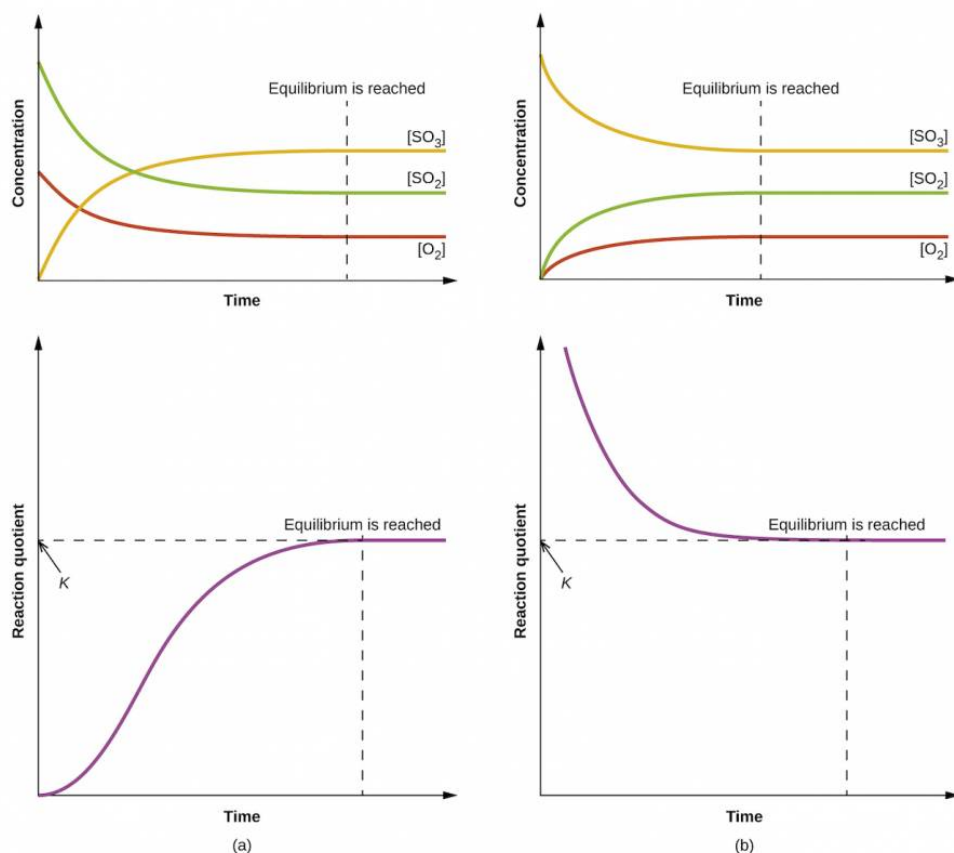 Concentration
Equilibrium is reached
[SO₃]
[SO₂]
[O₂]
Time
Concentration
Equilibrium is reached
[SO₃]
[SO₂]
[O₂]
Time
Reaction quotient
Equilibrium is reached
K
Time
(a)
Reaction quotient
Equilibrium is reached
K
Time
(b)